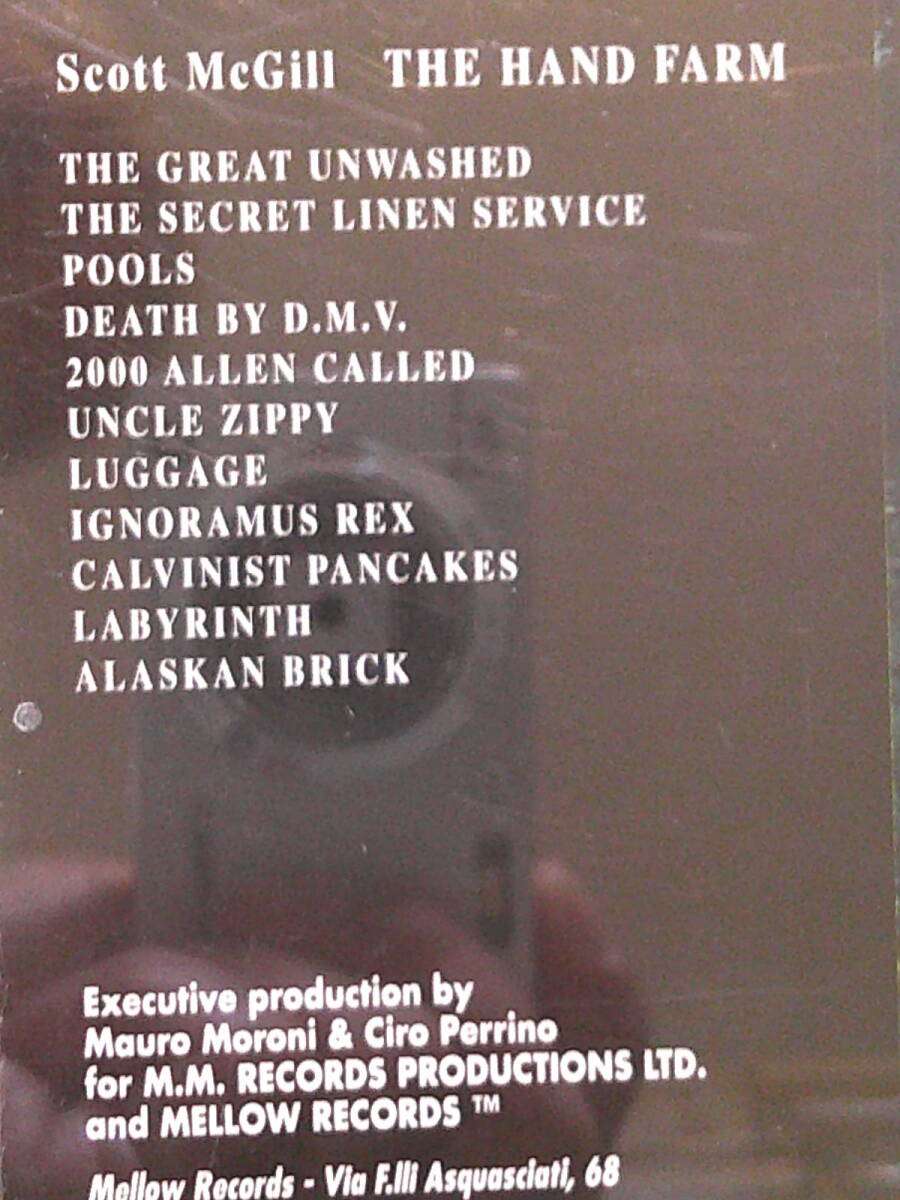 Scott McGill THE HAND FARM
THE GREAT UNWASHED
THE SECRET LINEN SERVICE
POOLS
DEATH BY D.M.V.
2000 ALLEN CALLED
UNCLE ZIPPY
LUGGAGE
IGNORAMUS REX
CALVINIST PANCAKES
LABYRINTH
ALASKAN BRICK
Executive production by
Mauro Moroni & Ciro Perrino
for M.M. RECORDS PRODUCTIONS LTD.
and MELLOW RECORDS ™
Mellow Records - Via F.lli Asquasciati, 68